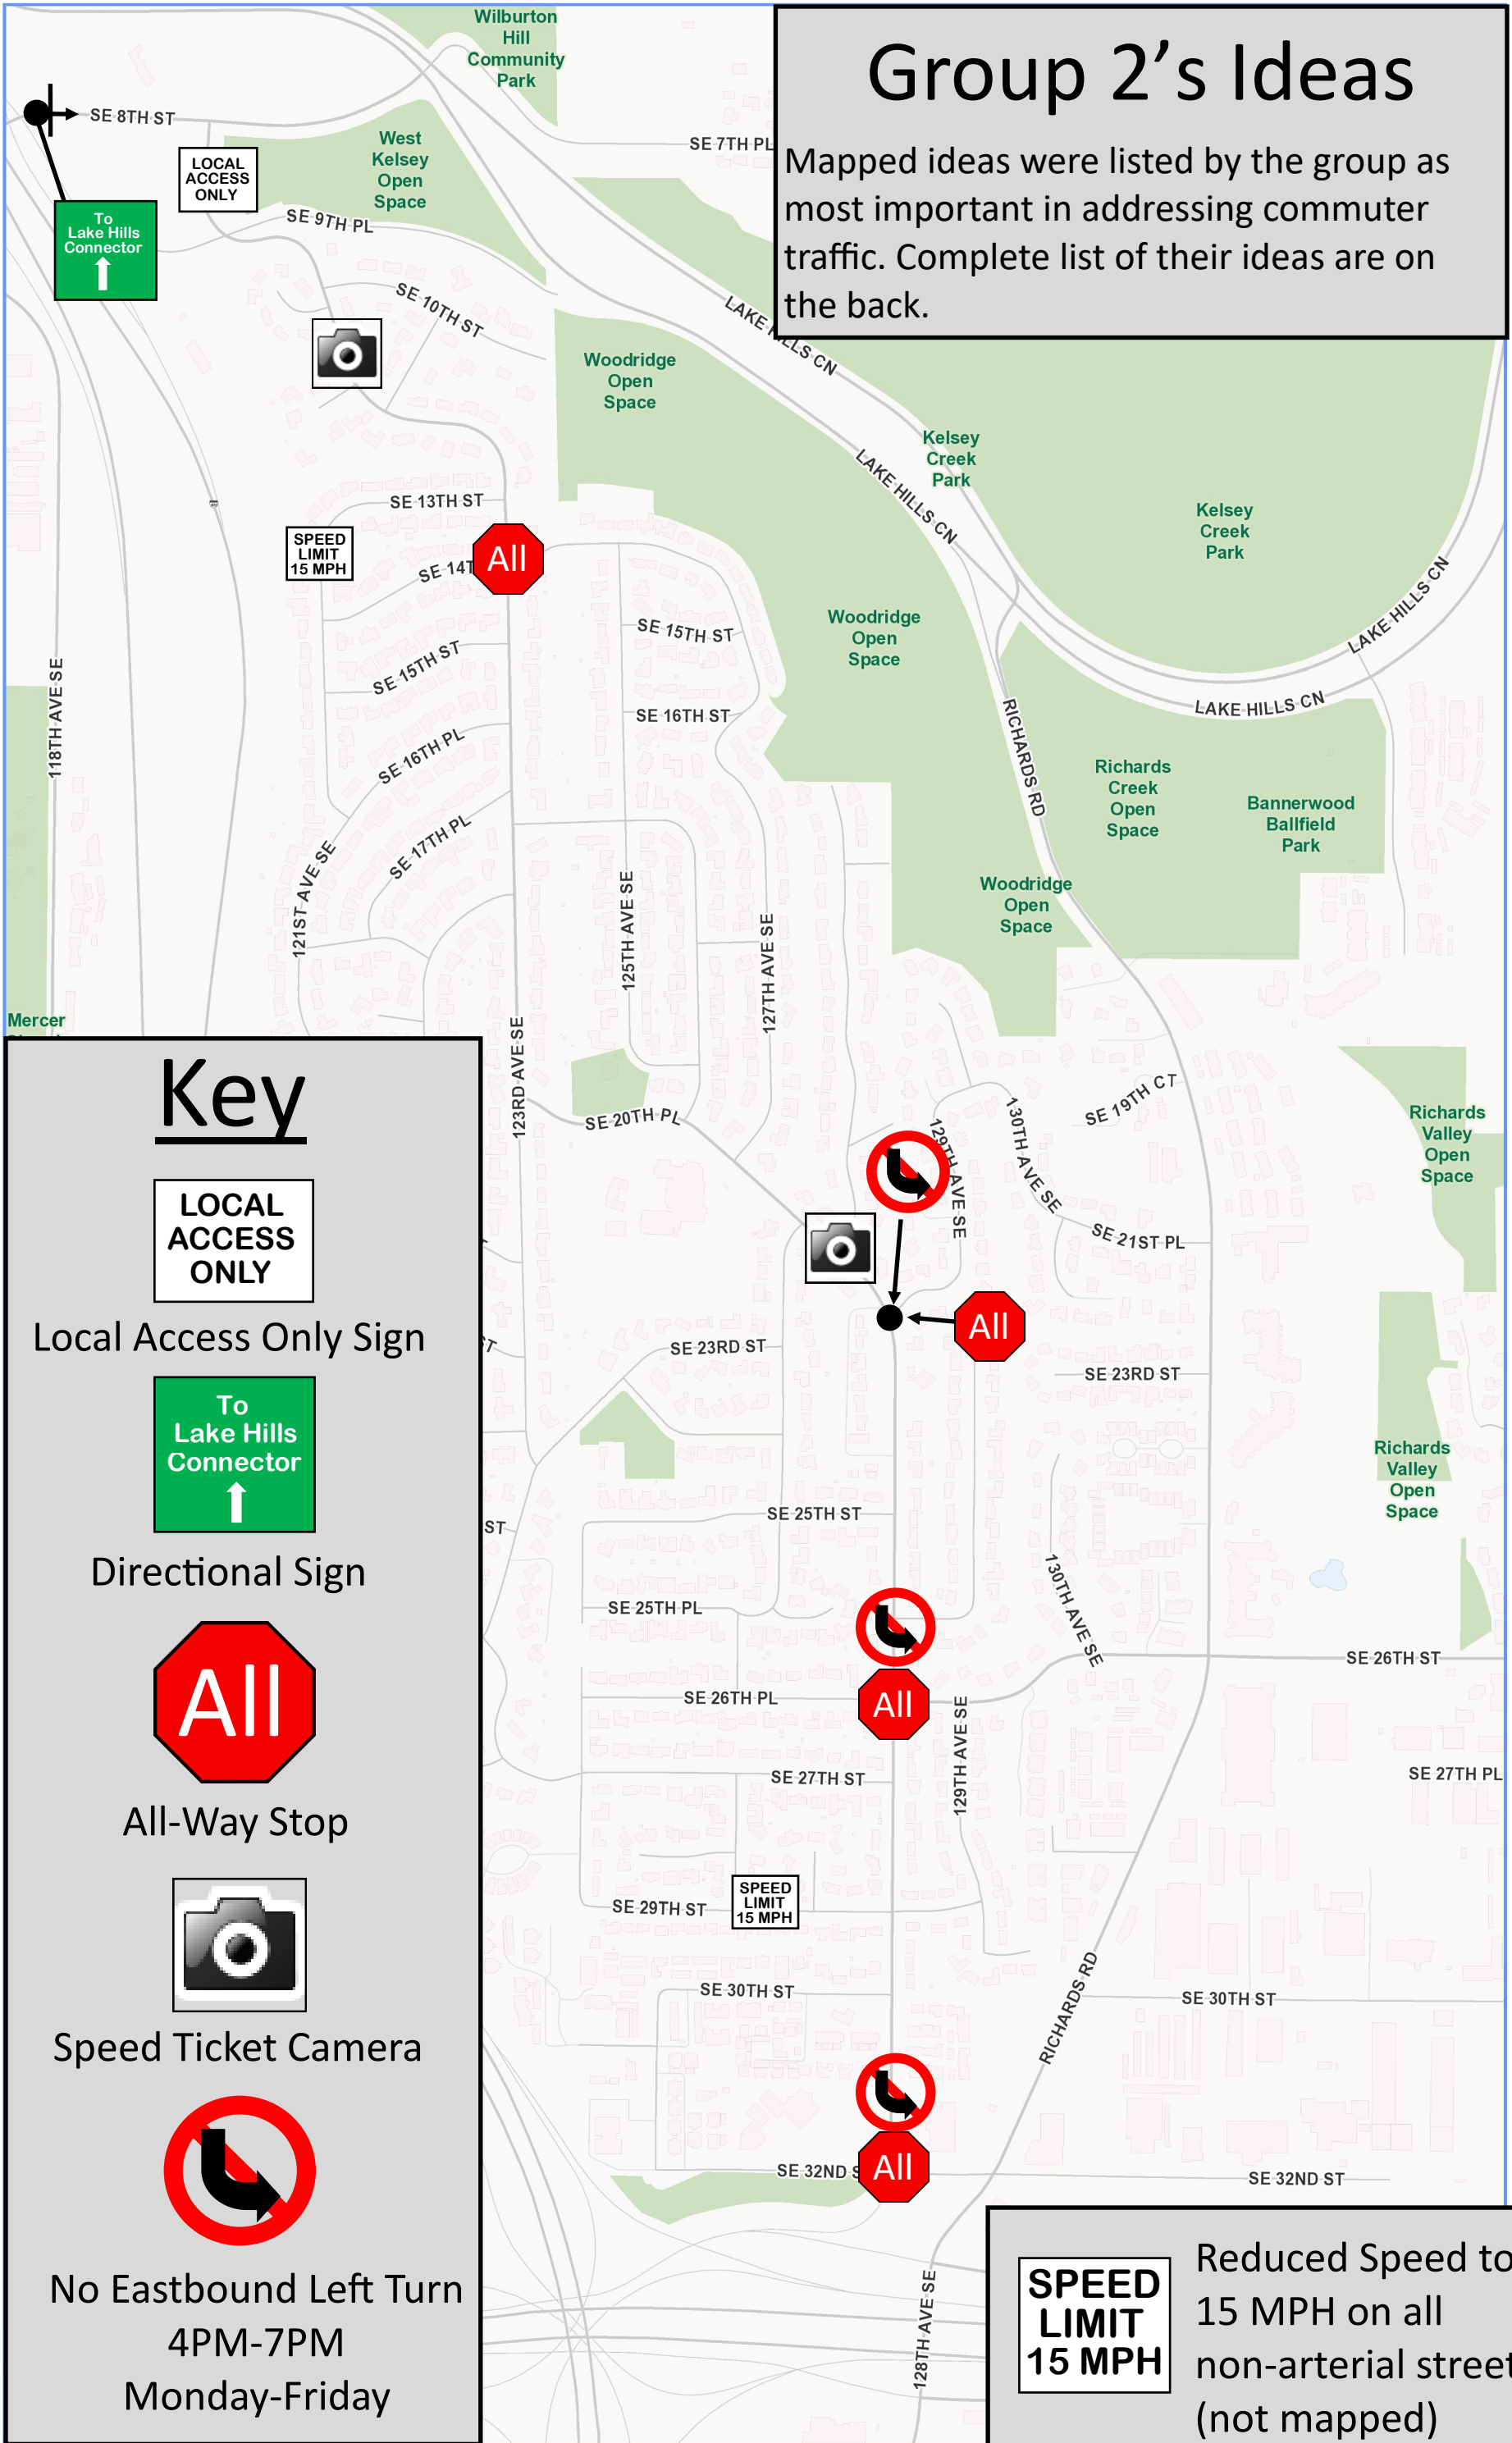 Group 2's Ideas
Mapped ideas were listed by the group as
most important in addressing commuter
traffic. Complete list of their ideas are on
the back.
Wilburton
Hill
Community
Park
SE 8TH ST
West
Kelsey
Open
Space
SE 7TH PL
LOCAL
ACCESS
ONLY
To
Lake Hills
Connector
SE 9TH PL
SE 10TH ST
LAKE HILLS CN
Woodridge
Open
Space
Kelsey
Creek
Park
LAKE HILLS CN
Kelsey
Creek
Park
SE 13TH ST
SPEED
LIMIT
15 MPH
SE 14T
All
LAKE HILLS CN
Woodridge
Open
Space
SE 15TH ST
SE 15TH ST
118TH AVE SE
SE 16TH ST
LAKE HILLS CN
RICHARDS RD
SE 16TH PL
Richards
Creek
Open
Space
Bannerwood
Ballfield
Park
SE 17TH PL
121ST AVE SE
125TH AVE SE
127TH AVE SE
Woodridge
Open
Space
Mercer
123RD AVE SE
SE 20TH PL
129TH AVE SE
130TH AVE SE
SE 19TH CT
Richards
Valley
Open
Space
SE 21ST PL
All
SE 23RD ST
SE 23RD ST
ST
Richards
Valley
Open
Space
SE 25TH ST
ST
130TH AVE SE
SE 25TH PL
SE 26TH ST
SE 26TH PL
All
129TH AVE SE
SE 27TH ST
SE 27TH PL
SPEED
LIMIT
15 MPH
SE 29TH ST
RICHARDS RD
SE 30TH ST
SE 30TH ST
SE 32ND S
All
SE 32ND ST
128TH AVE SE
Key
LOCAL
ACCESS
ONLY
Local Access Only Sign
To
Lake Hills
Connector
Directional Sign
All
All-Way Stop
Speed Ticket Camera
No Eastbound Left Turn
4PM-7PM
Monday-Friday
SPEED
LIMIT
15 MPH
Reduced Speed to
15 MPH on all
non-arterial street
(not mapped)